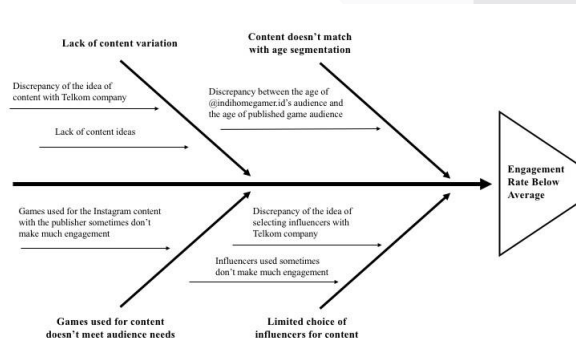 Lack of content variation
Content doesn't match
with age segmentation
Discrepancy of the idea of
content with Telkom company
Lack of content ideas
Discrepancy between the age of
@indihomegamer.id's audience and
the age of published game audience
Engagement
Rate Below
Average
Games used for the Instagram content
with the publisher sometimes don't
make much engagement
Discrepancy of the idea of
selecting influencers with
Telkom company
Influencers used sometimes
don't make much engagement
Games used for content
doesn't meet audience needs
Limited choice of
influencers for content